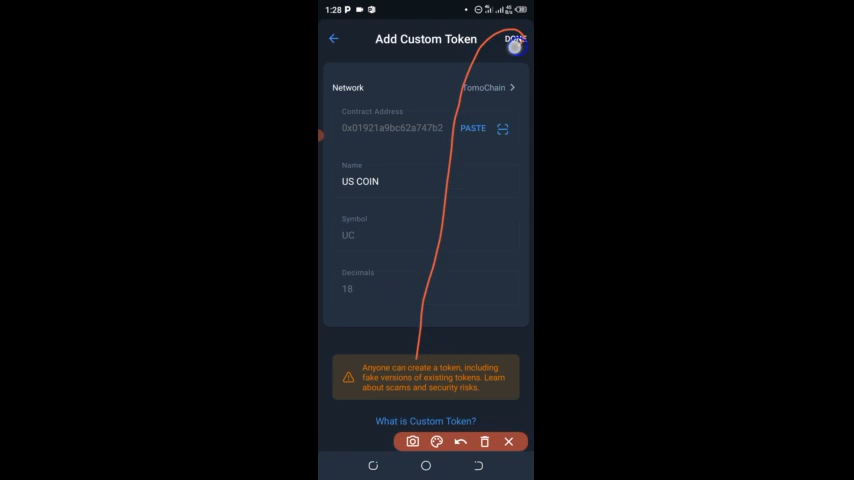 1:28
Add Custom Token
DONE
Network
TomoChain
Contract Address
0x01921a9bc62a747b2
PASTE
Name
US COIN
Symbol
UC
Decimals
18
Anyone can create a token, including
fake versions of existing tokens. Learn
about scams and security risks.
What is Custom Token?